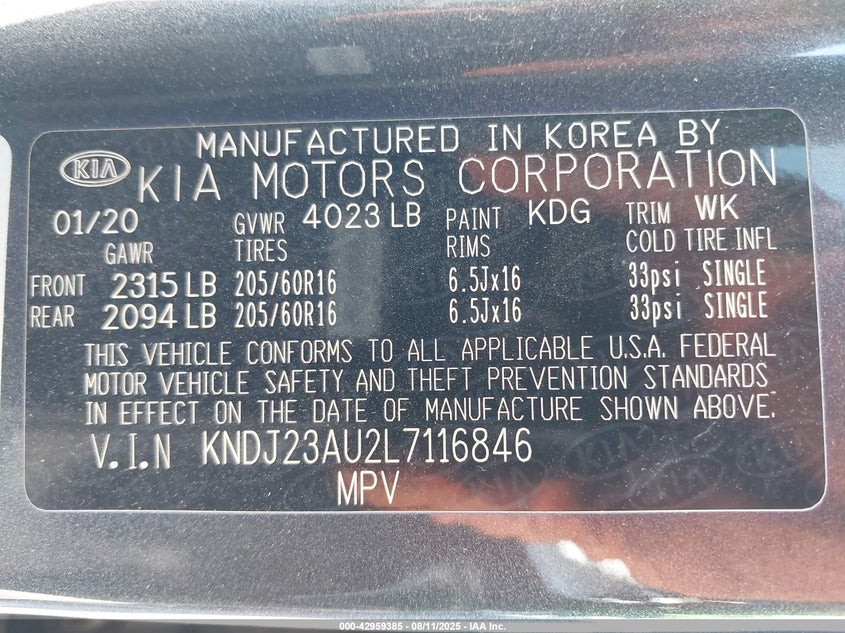 MANUFACTURED IN KOREA BY
KIA KIA MOTORS CORPORATION
01/20 GVWR 4023 LB PAINT KDG TRIM WK
GAWR TIRES RIMS COLD TIRE INFL
FRONT 2315 LB 205/60R16 6.5Jx16 33psi SINGLE
REAR 2094 LB 205/60R16 6.5Jx16 33psi SINGLE
THIS VEHICLE CONFORMS TO ALL APPLICABLE U.S.A. FEDERAL
MOTOR VEHICLE SAFETY AND THEFT PREVENTION STANDARDS
IN EFFECT ON THE DATE OF MANUFACTURE SHOWN ABOVE.
V.I.N KNDJ23AU2L7116846
MPV
000-42959385 - 08/11/2025 - IAA Inc.